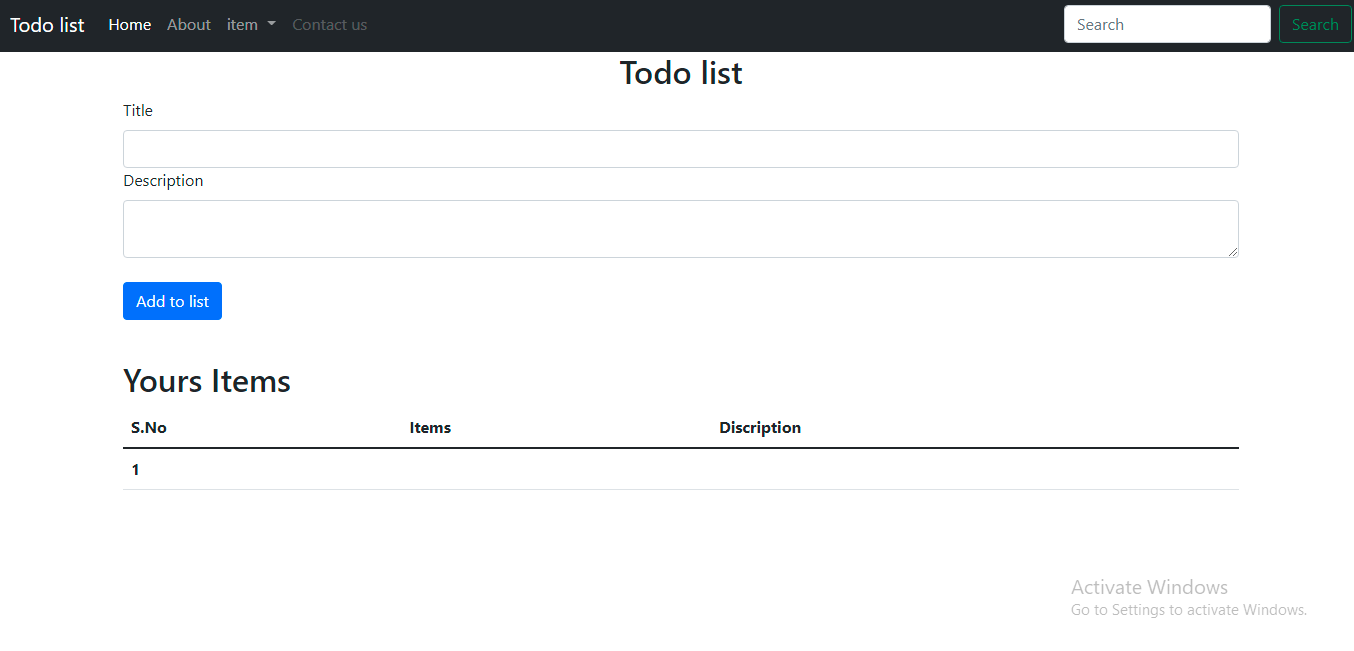 Todo list Home About item Contact us Search Search
Todo list
Title
Description
Add to list
Yours Items
S.No Items Discription
1
Activate Windows
Go to Settings to activate Windows.